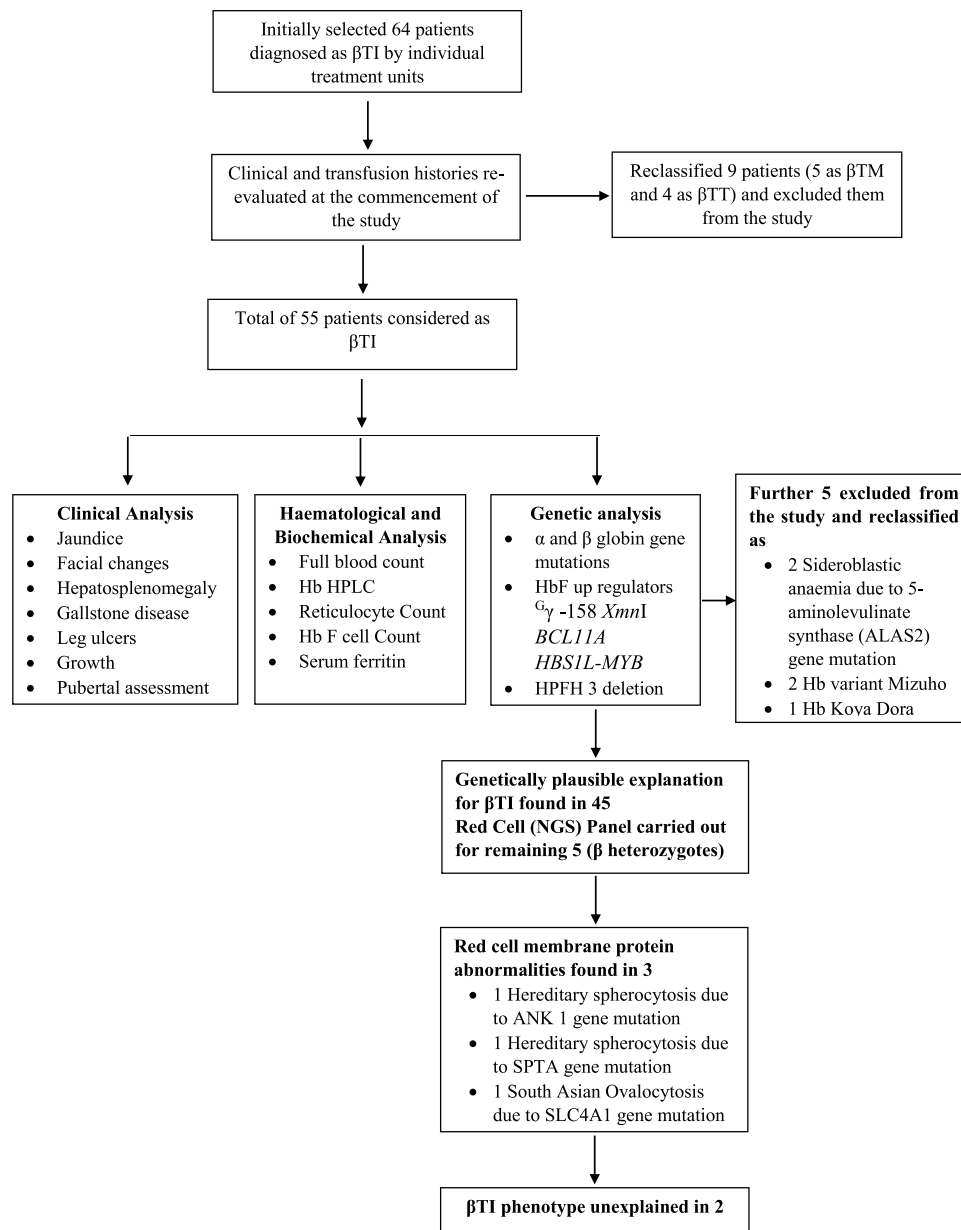 Initially selected 64 patients
diagnosed as βTI by individual
treatment units
Clinical and transfusion histories re-
evaluated at the commencement of
the study
Reclassified 9 patients (5 as βTM
and 4 as βTT) and excluded them
from the study
Total of 55 patients considered as
βTI
Clinical Analysis
• Jaundice
• Facial changes
• Hepatosplenomegaly
• Gallstone disease
• Leg ulcers
• Growth
• Pubertal assessment
Haematological and
Biochemical Analysis
• Full blood count
• Hb HPLC
• Reticulocyte Count
• Hb F cell Count
• Serum ferritin
Genetic analysis
• α and β globin gene
mutations
• HbF up regulators
ᴳγ -158 XmnI
BCL11A
HBS1L-MYB
• HPFH 3 deletion
Further 5 excluded from
the study and reclassified
as
• 2 Sideroblastic
anaemia due to 5-
aminolevulinate
synthase (ALAS2)
gene mutation
• 2 Hb variant Mizuho
• 1 Hb Koya Dora
Genetically plausible explanation
for βTI found in 45
Red Cell (NGS) Panel carried out
for remaining 5 (β heterozygotes)
Red cell membrane protein
abnormalities found in 3
• 1 Hereditary spherocytosis due
to ANK 1 gene mutation
• 1 Hereditary spherocytosis due
to SPTA gene mutation
• 1 South Asian Ovalocytosis
due to SLC4A1 gene mutation
βTI phenotype unexplained in 2